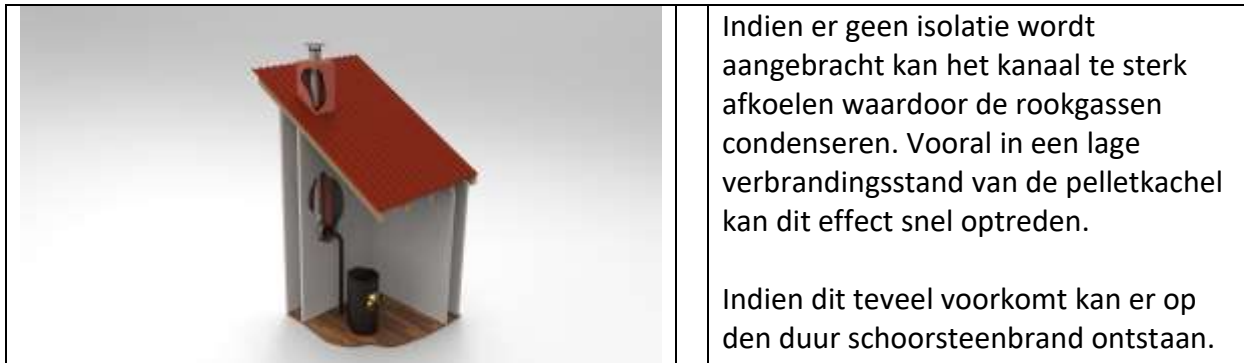 Indien er geen isolatie wordt
aangebracht kan het kanaal te sterk
afkoelen waardoor de rookgassen
condenseren. Vooral in een lage
verbrandingsstand van de pelletkachel
kan dit effect snel optreden.
Indien dit teveel voorkomt kan er op
den duur schoorsteenbrand ontstaan.